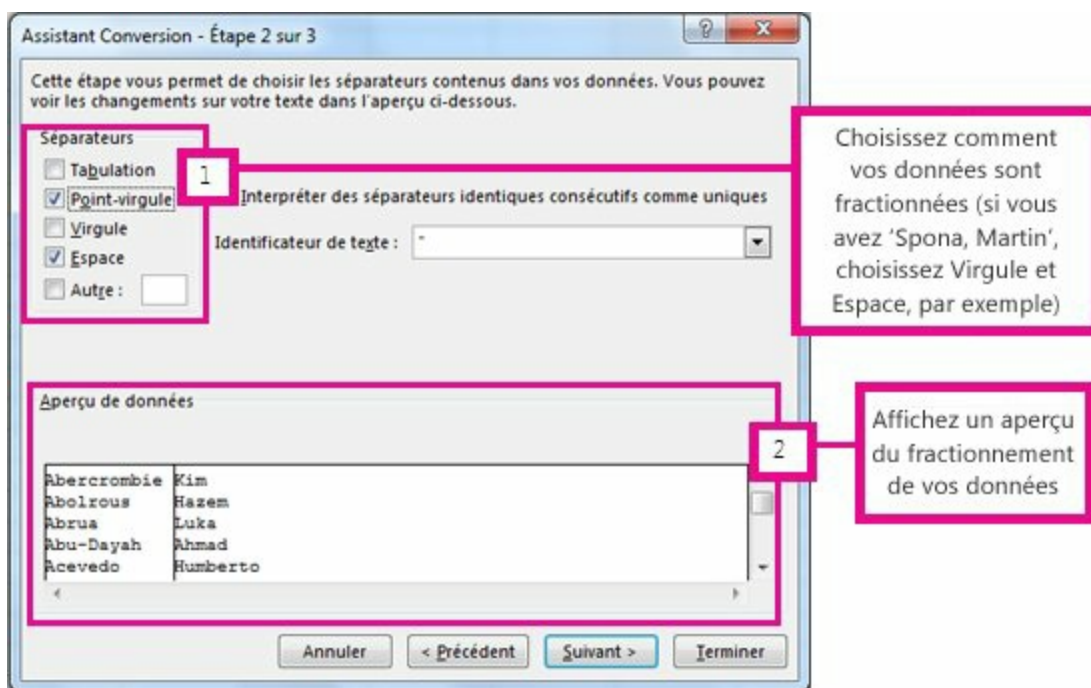 Assistant Conversion - Étape 2 sur 3
Cette étape vous permet de choisir les séparateurs contenus dans vos données. Vous pouvez
voir les changements sur votre texte dans l'aperçu ci-dessous.
Séparateurs
Tabulation
Point-virgule
Virgule
Espace
Autre :
1
Interpréter des séparateurs identiques consécutifs comme uniques
Identificateur de texte : "
Choisissez comment
vos données sont
fractionnées (si vous
avez ‘Spona, Martin’,
choisissez Virgule et
Espace, par exemple)
Aperçu de données
2
Abercrombie Kim
Abolrous Hazem
Abrua Luka
Abu-Dayah Ahmad
Acevedo Humberto
Affichez un aperçu
du fractionnement
de vos données
Annuler
< Précédent
Suivant >
Terminer